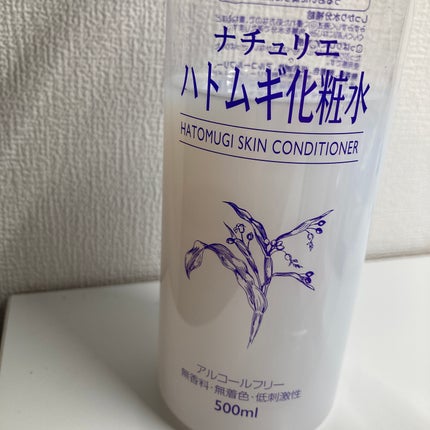 ナチュリエ
ハトムギ化粧水
HATOMUGI SKIN CONDITIONER
アルコールフリー
無香料・無着色・低刺激性
500ml